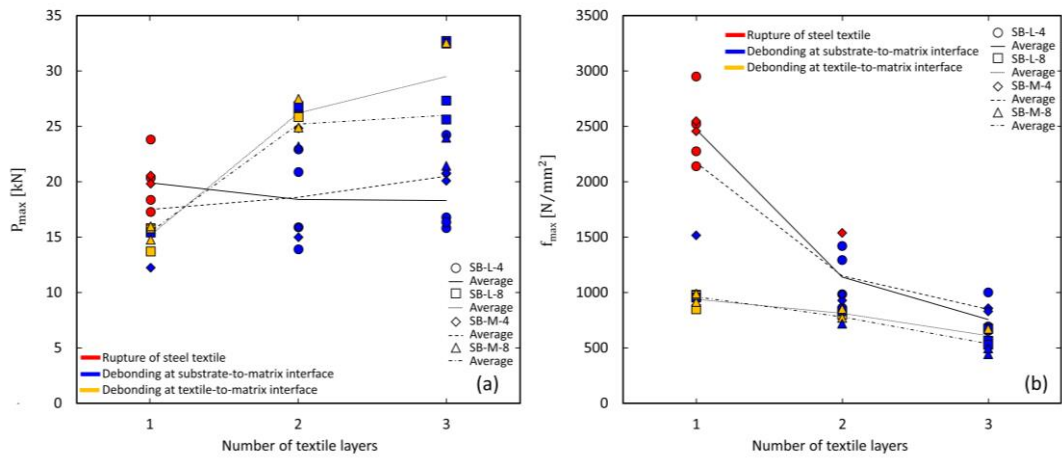 35
30
25
20
15
10
5
0
P_max [kN]
1
2
3
Number of textile layers
SB-L-4
Average
SB-L-8
Average
SB-M-4
Average
SB-M-8
Average
Rupture of steel textile
Debonding at substrate-to-matrix interface
Debonding at textile-to-matrix interface
(a)
3500
3000
2500
2000
1500
1000
500
0
f_max [N/mm²]
1
2
3
Number of textile layers
Rupture of steel textile
Debonding at substrate-to-matrix interface
Debonding at textile-to-matrix interface
SB-L-4
Average
SB-L-8
Average
SB-M-4
Average
SB-M-8
Average
(b)